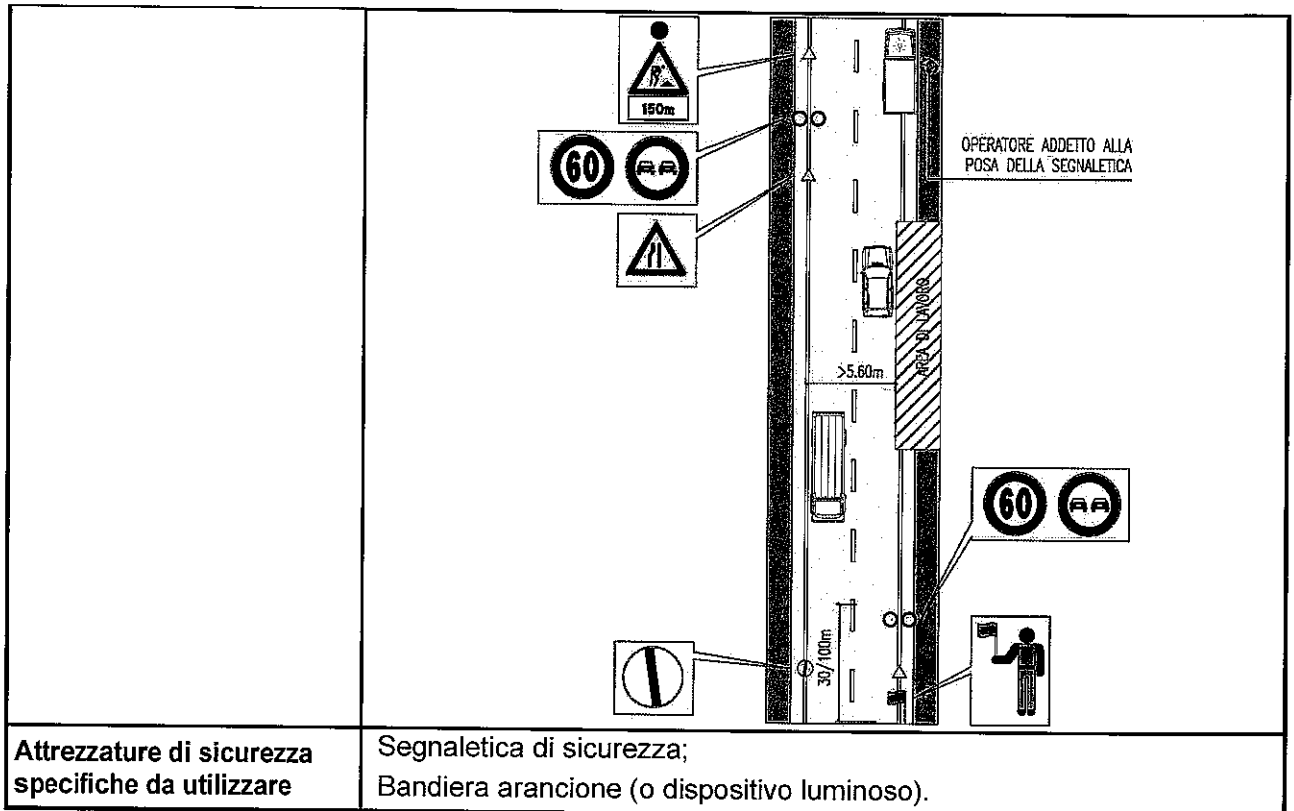 150m
60
OPERATORE ADDETTO ALLA
POSA DELLA SEGNALETICA
AREA DI LAVORO
>5.60m
60
30/100m
Attrezzature di sicurezza
specifiche da utilizzare
Segnaletica di sicurezza;
Bandiera arancione (o dispositivo luminoso).